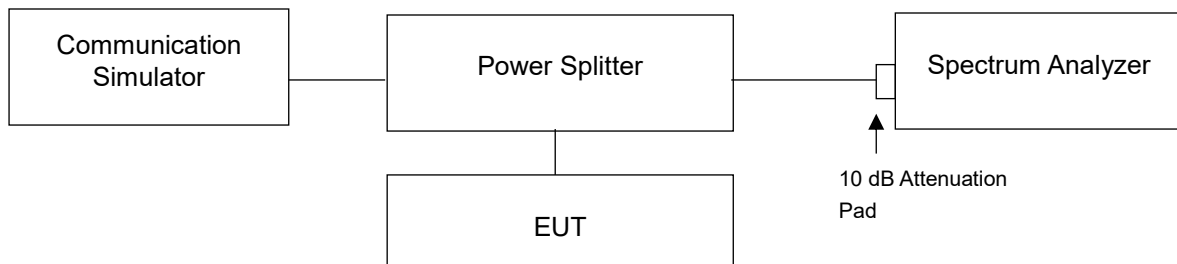 Communication
Simulator
Power Splitter
Spectrum Analyzer
10 dB Attenuation
Pad
EUT